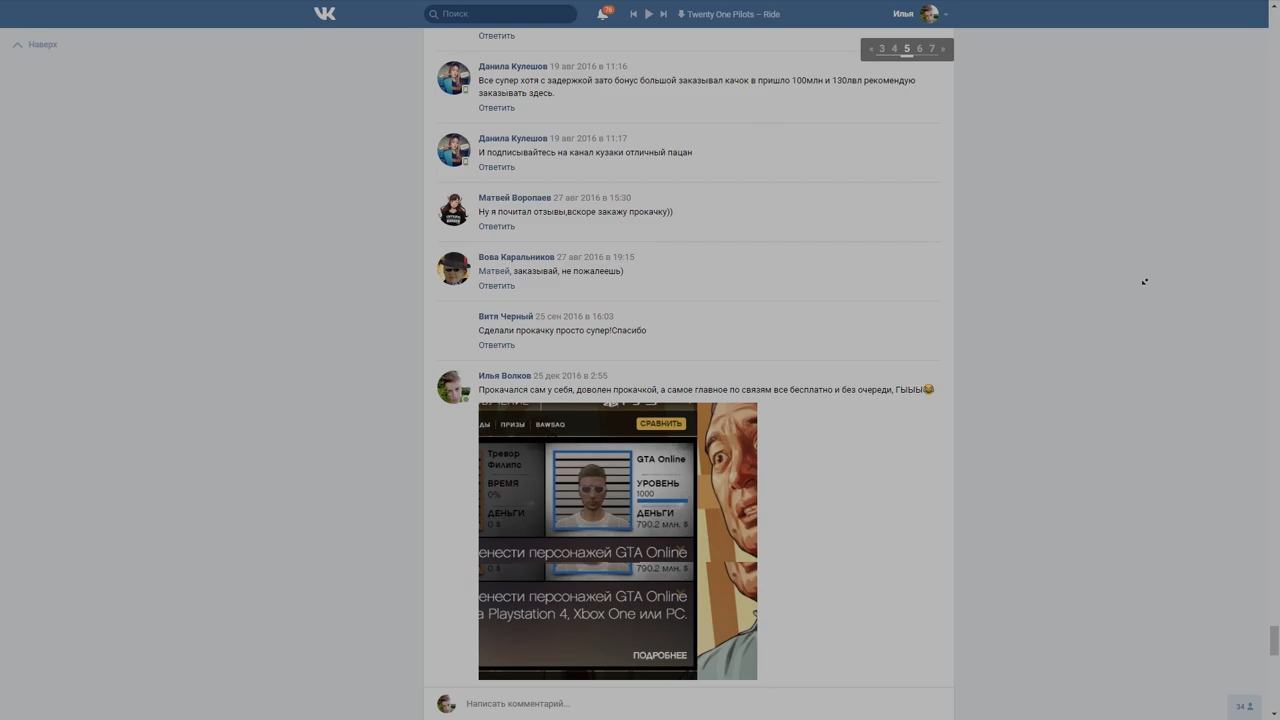 Поиск
76
Twenty One Pilots – Ride
Илья
Наверх
« 3 4 5 6 7 »
Ответить
Данила Кулешов 19 авг 2016 в 11:16
Все супер хотя с задержкой зато бонус большой заказывал качок в пришло 100млн и 130лвл рекомендую
заказывать здесь.
Ответить
Данила Кулешов 19 авг 2016 в 11:17
И подписывайтесь на канал кузаки отличный пацан
Ответить
Матвей Воропаев 27 авг 2016 в 15:30
Ну я почитал отзывы,вскоре закажу прокачку))
Ответить
Вова Каральников 27 авг 2016 в 19:15
Матвей, заказывай, не пожалеешь)
Ответить
Витя Черный 25 сен 2016 в 16:03
Сделали прокачку просто супер!Спасибо
Ответить
Илья Волков 25 дек 2016 в 2:55
Прокачался сам у себя, доволен прокачкой, а самое главное по связям все бесплатно и без очереди, ГЫЫЫ😂
ДЫ ПРИЗЫ BAWSAQ СРАВНИТЬ
Тревор
Филипс
GTA Online
ВРЕМЯ
0%
УРОВЕНЬ
1000
ДЕНЬГИ
0 $
ДЕНЬГИ
790.2 млн. $
енести персонажей GTA Online
0 $ 790.2 млн. $
енести персонажей GTA Online
а Playstation 4, Xbox One или PC.
ПОДРОБНЕЕ
Написать комментарий...
34